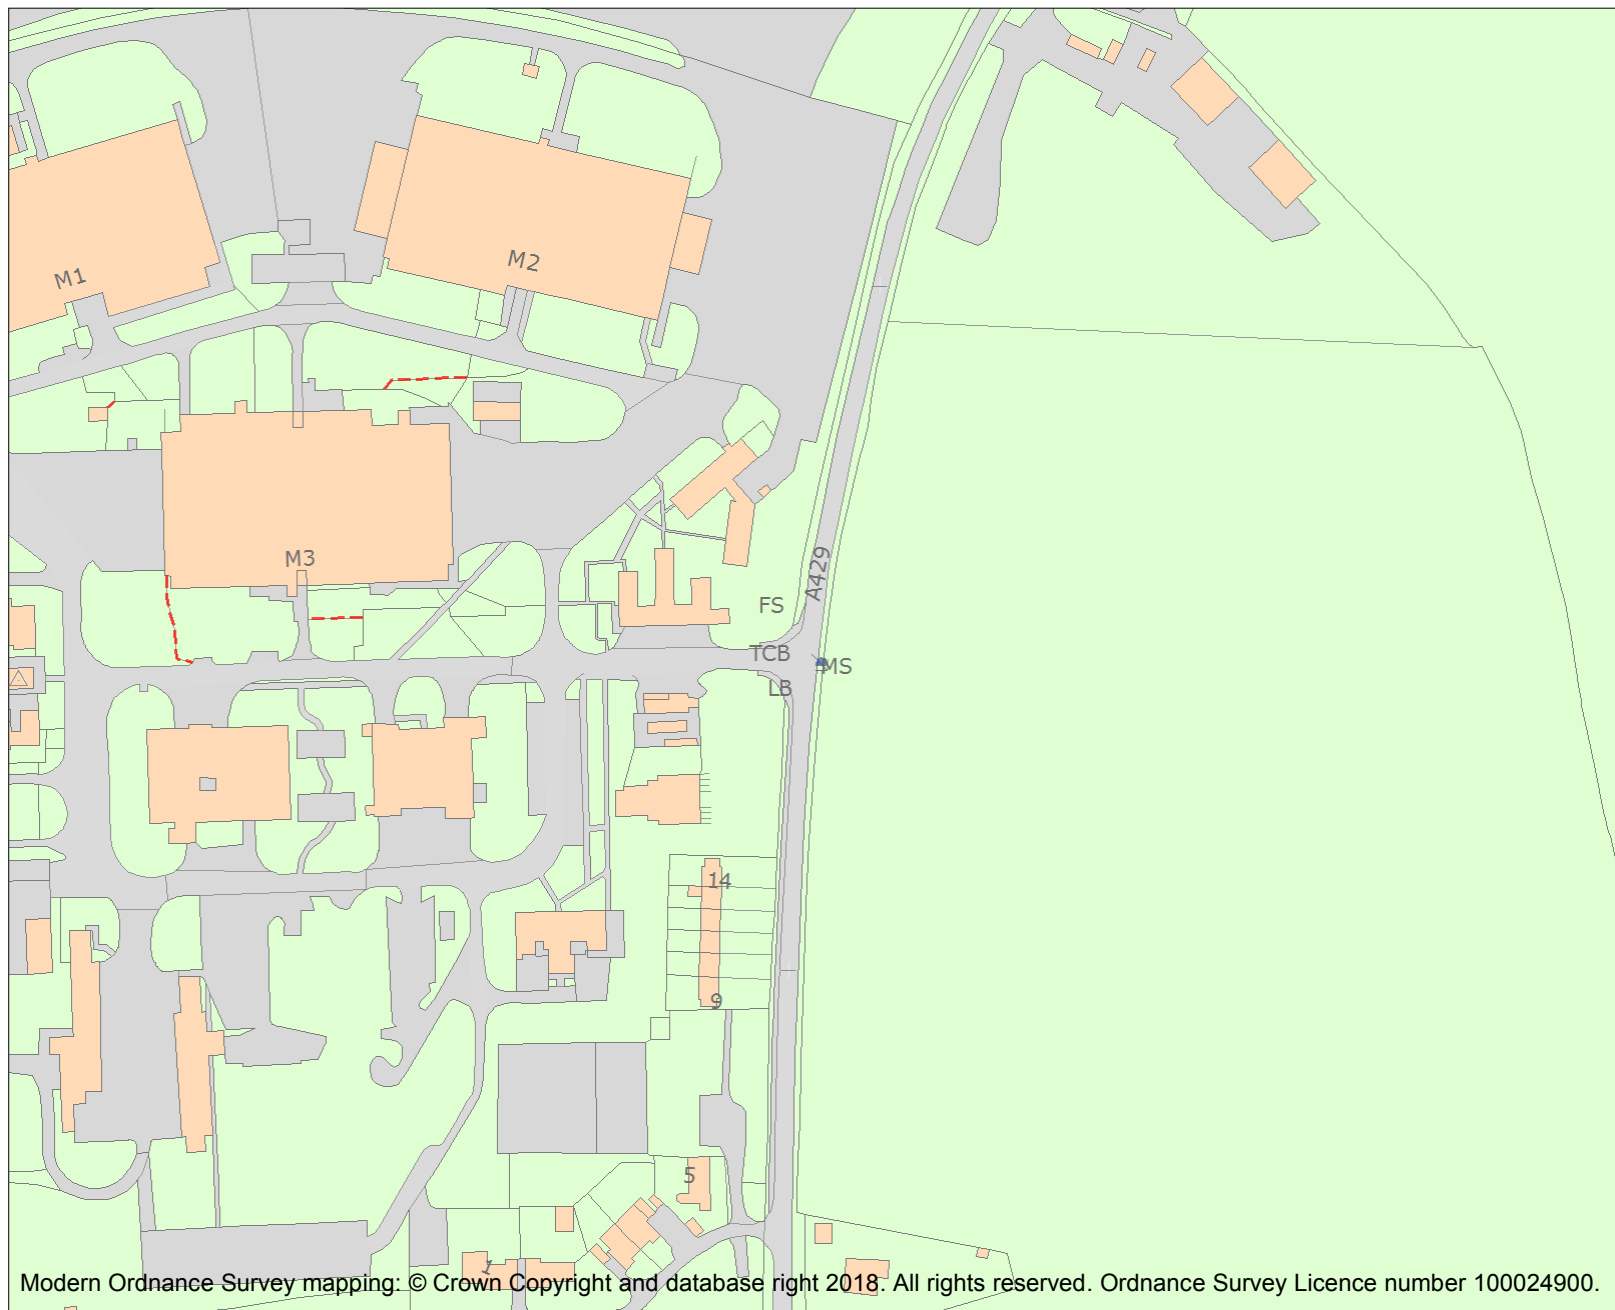 M1
M2
M3
A429
FS
TCB
MS
LB
14
9
5
1
Modern Ordnance Survey mapping: © Crown Copyright and database right 2018. All rights reserved. Ordnance Survey Licence number 100024900.